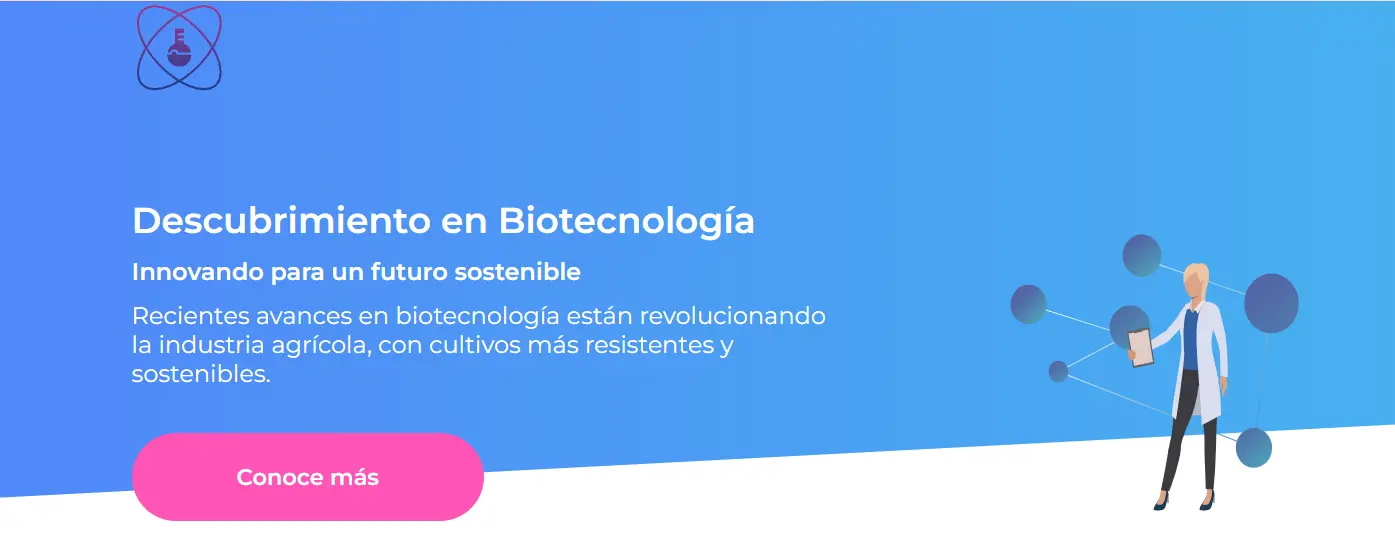 Descubrimiento en Biotecnología
Innovando para un futuro sostenible
Recientes avances en biotecnología están revolucionando
la industria agrícola, con cultivos más resistentes y
sostenibles.
Conoce más